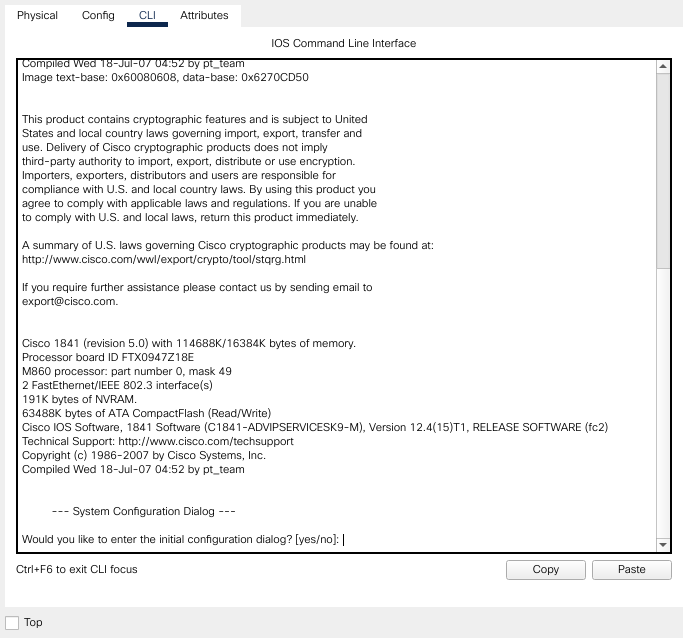 Physical Config CLI Attributes
IOS Command Line Interface
Compiled Wed 18-Jul-07 04:52 by pt_team
Image text-base: 0x60080608, data-base: 0x6270CD50
This product contains cryptographic features and is subject to United
States and local country laws governing import, export, transfer and
use. Delivery of Cisco cryptographic products does not imply
third-party authority to import, export, distribute or use encryption.
Importers, exporters, distributors and users are responsible for
compliance with U.S. and local country laws. By using this product you
agree to comply with applicable laws and regulations. If you are unable
to comply with U.S. and local laws, return this product immediately.
A summary of U.S. laws governing Cisco cryptographic products may be found at:
http://www.cisco.com/wwl/export/crypto/tool/stqrg.html
If you require further assistance please contact us by sending email to
export@cisco.com.
Cisco 1841 (revision 5.0) with 114688K/16384K bytes of memory.
Processor board ID FTX0947Z18E
M860 processor: part number 0, mask 49
2 FastEthernet/IEEE 802.3 interface(s)
191K bytes of NVRAM.
63488K bytes of ATA CompactFlash (Read/Write)
Cisco IOS Software, 1841 Software (C1841-ADVIPSERVICESK9-M), Version 12.4(15)T1, RELEASE SOFTWARE (fc2)
Technical Support: http://www.cisco.com/techsupport
Copyright (c) 1986-2007 by Cisco Systems, Inc.
Compiled Wed 18-Jul-07 04:52 by pt_team
--- System Configuration Dialog ---
Would you like to enter the initial configuration dialog? [yes/no]:
Ctrl+F6 to exit CLI focus
Copy Paste
Top